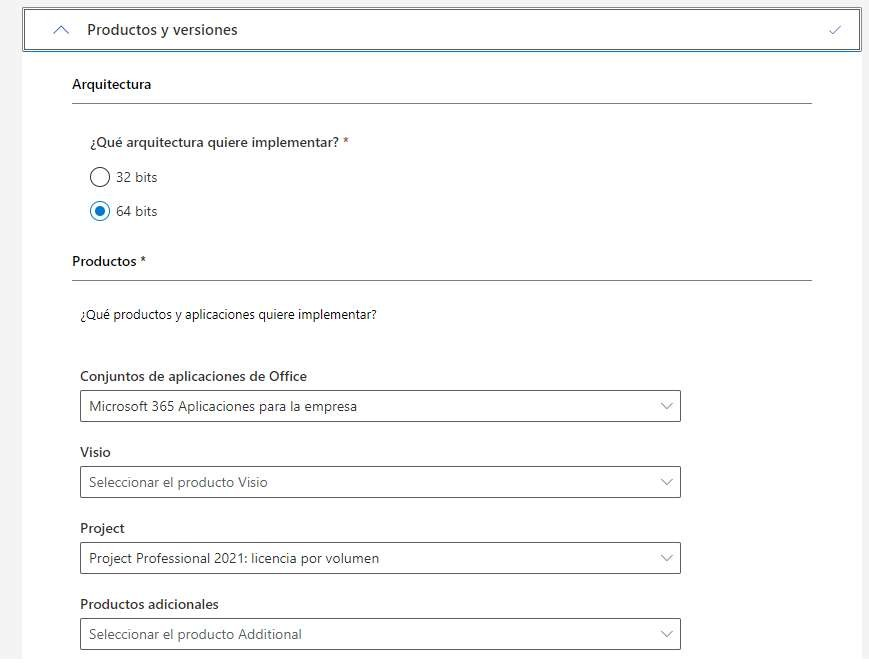 Productos y versiones
Arquitectura
¿Qué arquitectura quiere implementar? *
32 bits
64 bits
Productos *
¿Qué productos y aplicaciones quiere implementar?
Conjuntos de aplicaciones de Office
Microsoft 365 Aplicaciones para la empresa
Visio
Seleccionar el producto Visio
Project
Project Professional 2021: licencia por volumen
Productos adicionales
Seleccionar el producto Additional